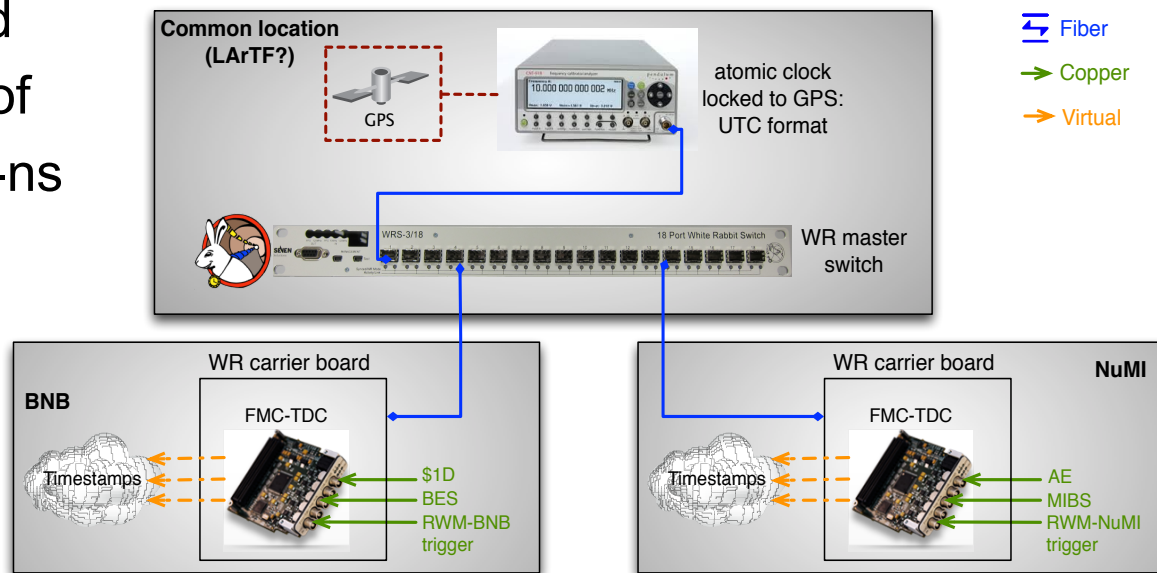 d
of
-ns
Common location
(LArTF?)
GPS
10.000 000 000 002 MHz
atomic clock
locked to GPS:
UTC format
Fiber
Copper
Virtual
WRS-3/18
18 Port White Rabbit Switch
WR master
switch
BNB
WR carrier board
FMC-TDC
Timestamps
$1D
BES
RWM-BNB
trigger
WR carrier board
NuMI
FMC-TDC
Timestamps
AE
MIBS
RWM-NuMI
trigger